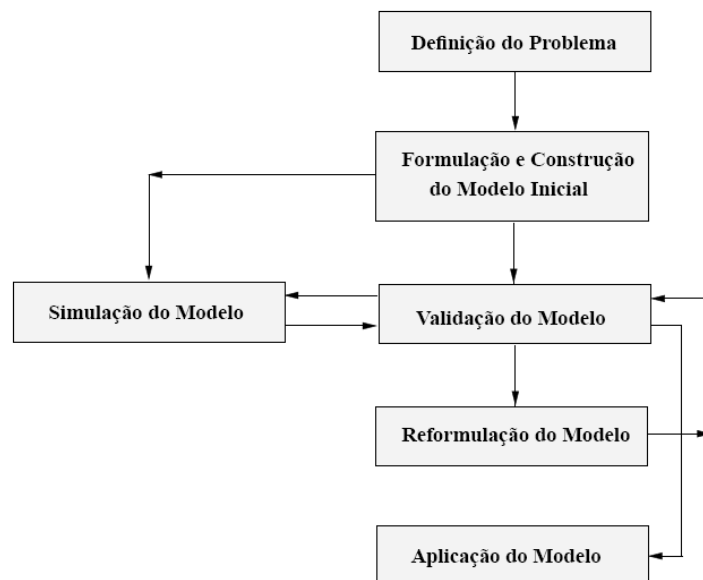 Definição do Problema
Formulação e Construção
do Modelo Inicial
Simulação do Modelo
Validação do Modelo
Reformulação do Modelo
Aplicação do Modelo